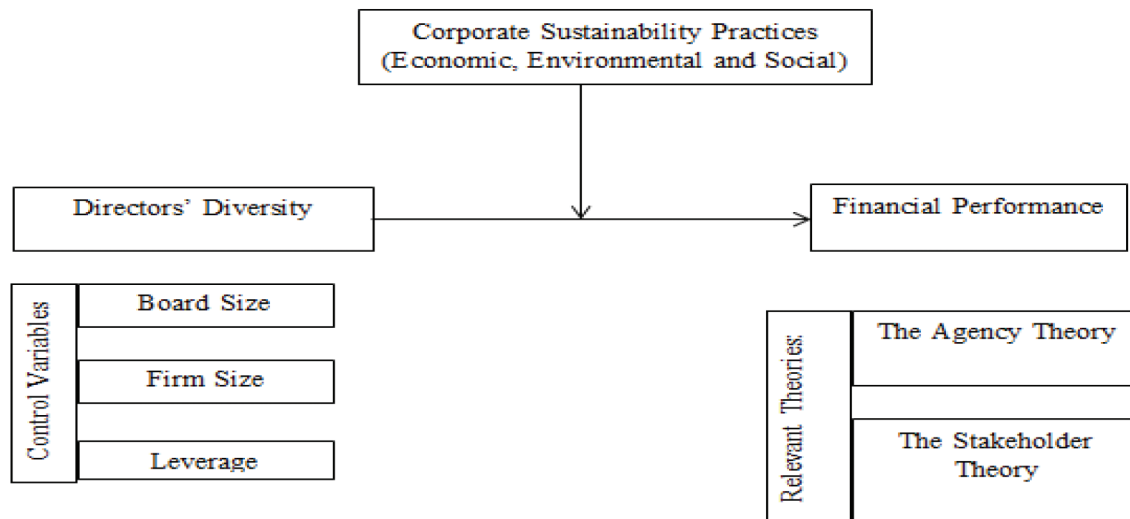 Corporate Sustainability Practices
(Economic, Environmental and Social)
Directors’ Diversity
Financial Performance
Control Variables
Board Size
Firm Size
Leverage
Relevant Theories:
The Agency Theory
The Stakeholder
Theory